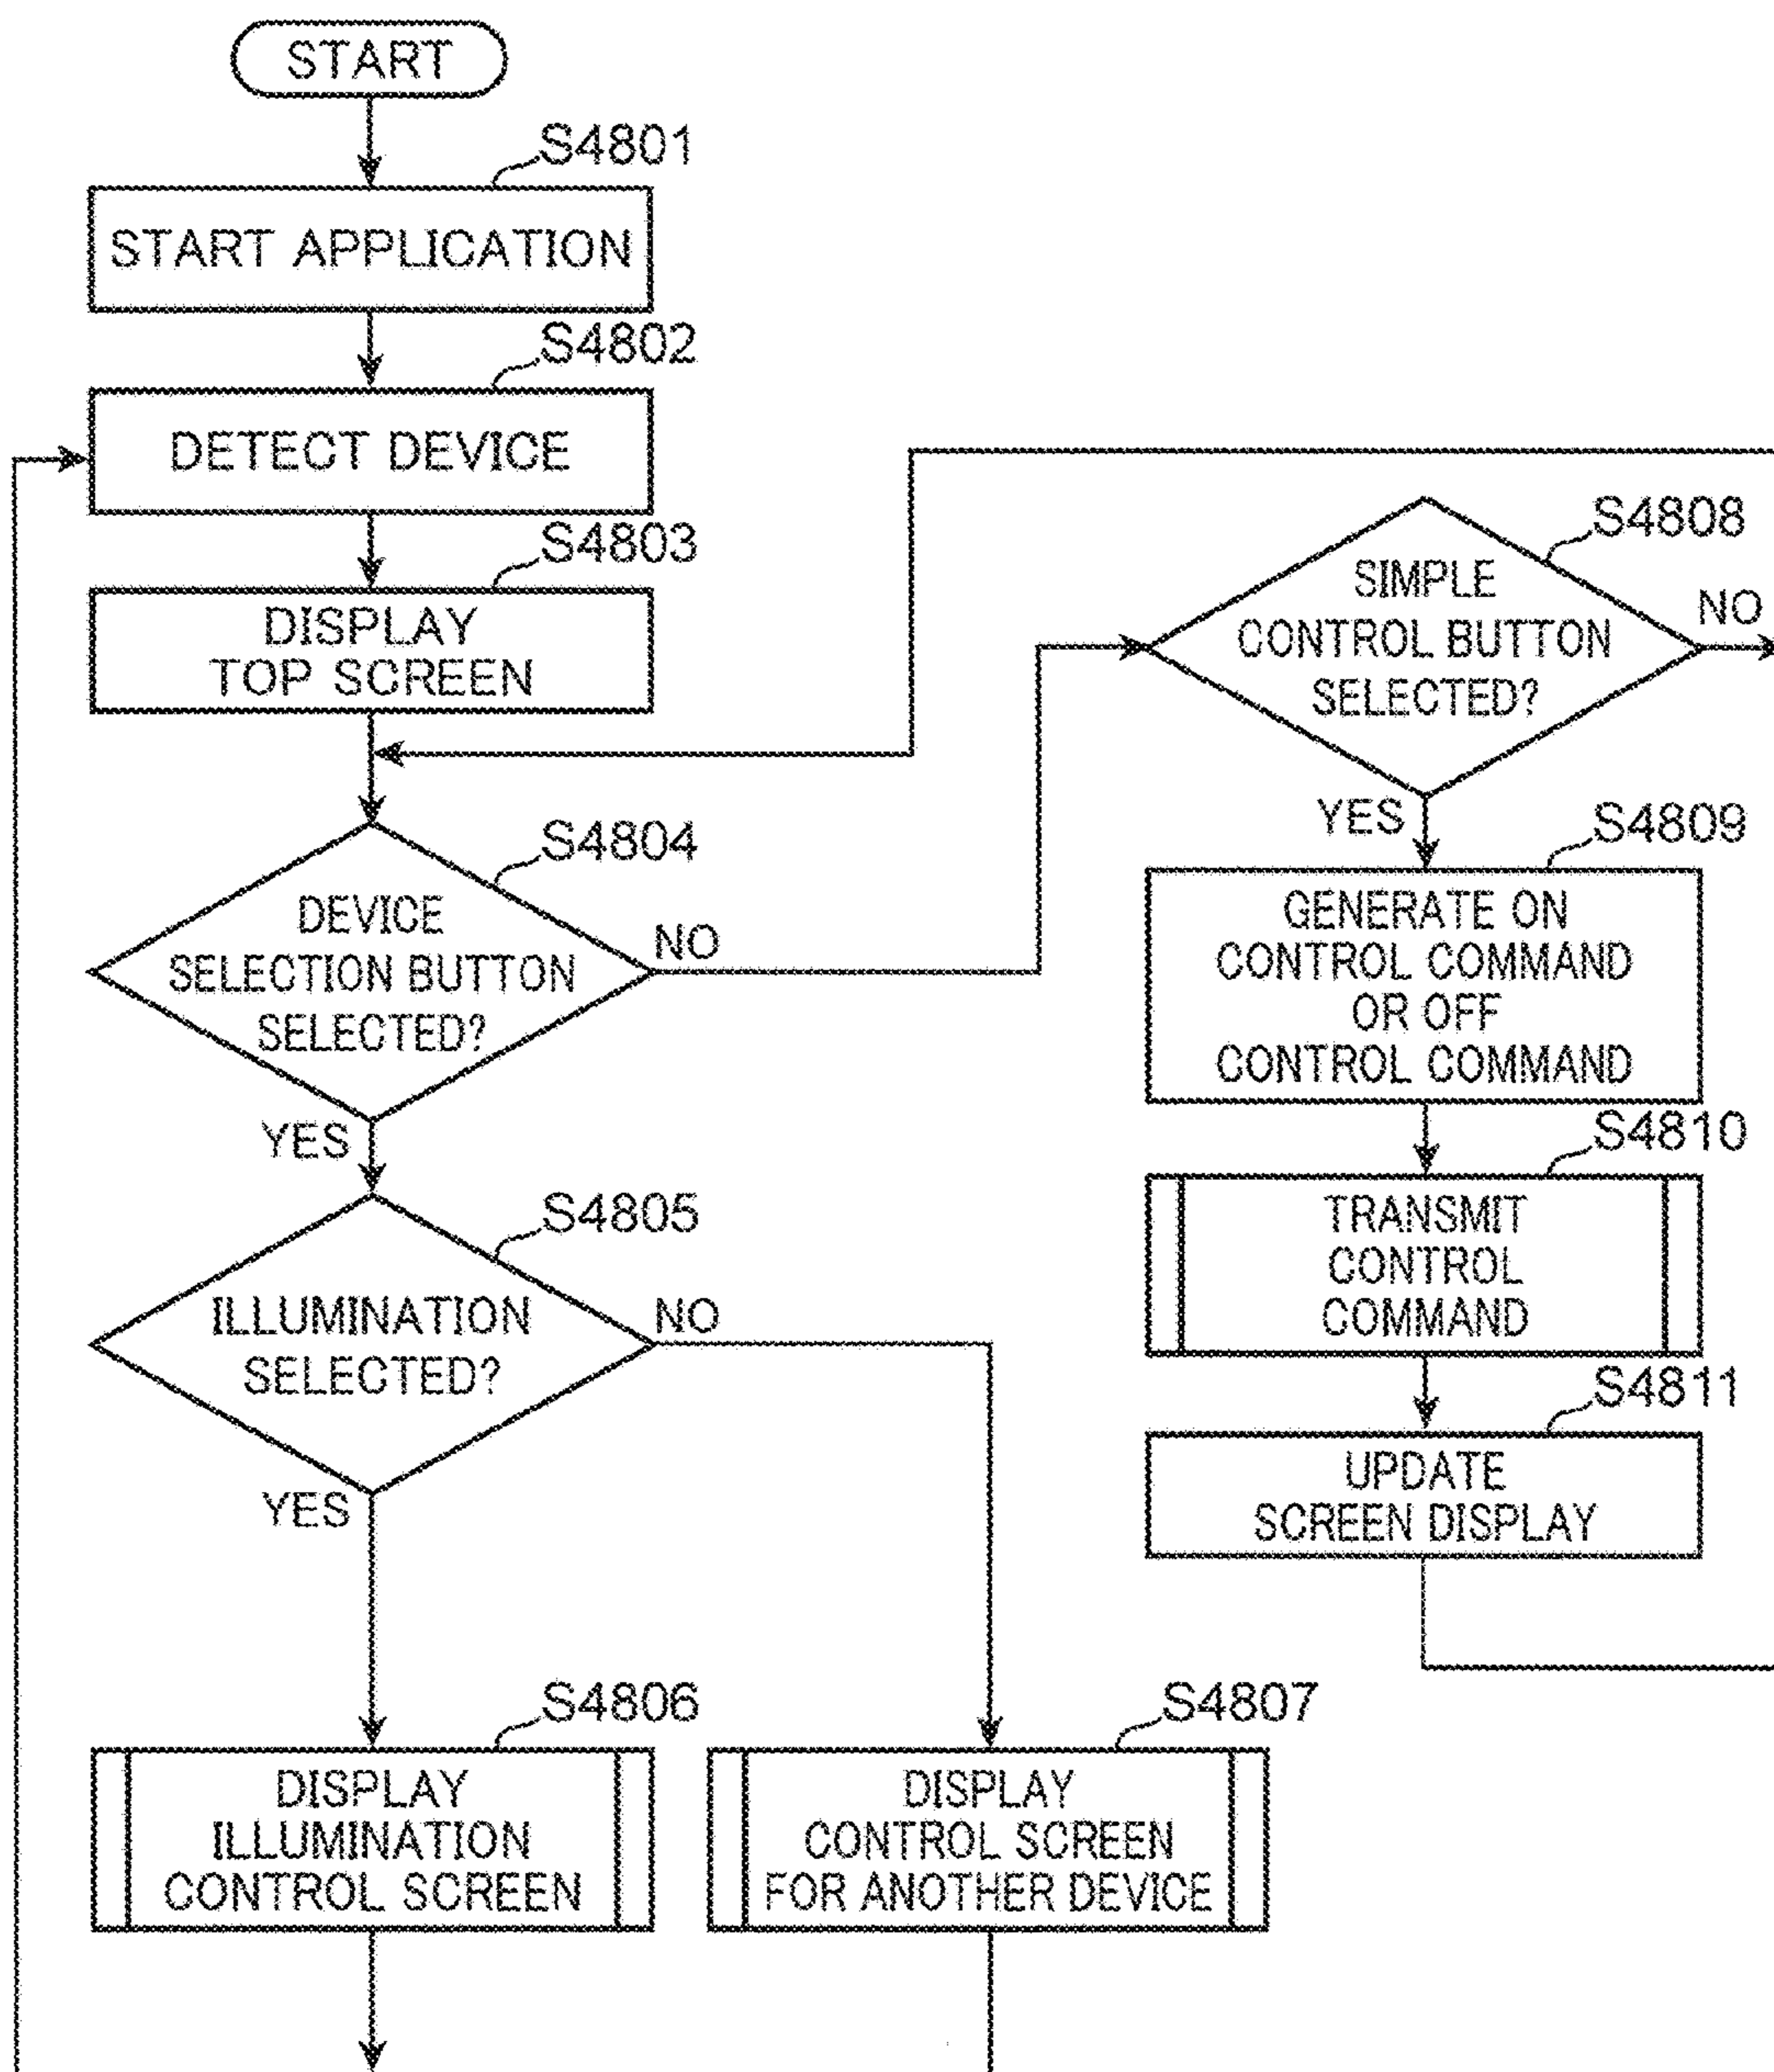 START
S4801
START APPLICATION
S4802
DETECT DEVICE
S4803
DISPLAY
TOP SCREEN
S4804
DEVICE
SELECTION BUTTON
SELECTED?
NO
YES
S4805
ILLUMINATION
SELECTED?
NO
YES
S4806
DISPLAY
ILLUMINATION
CONTROL SCREEN
S4807
DISPLAY
CONTROL SCREEN
FOR ANOTHER DEVICE
S4808
SIMPLE
CONTROL BUTTON
SELECTED?
NO
YES
S4809
GENERATE ON
CONTROL COMMAND
OR OFF
CONTROL COMMAND
S4810
TRANSMIT
CONTROL
COMMAND
S4811
UPDATE
SCREEN DISPLAY